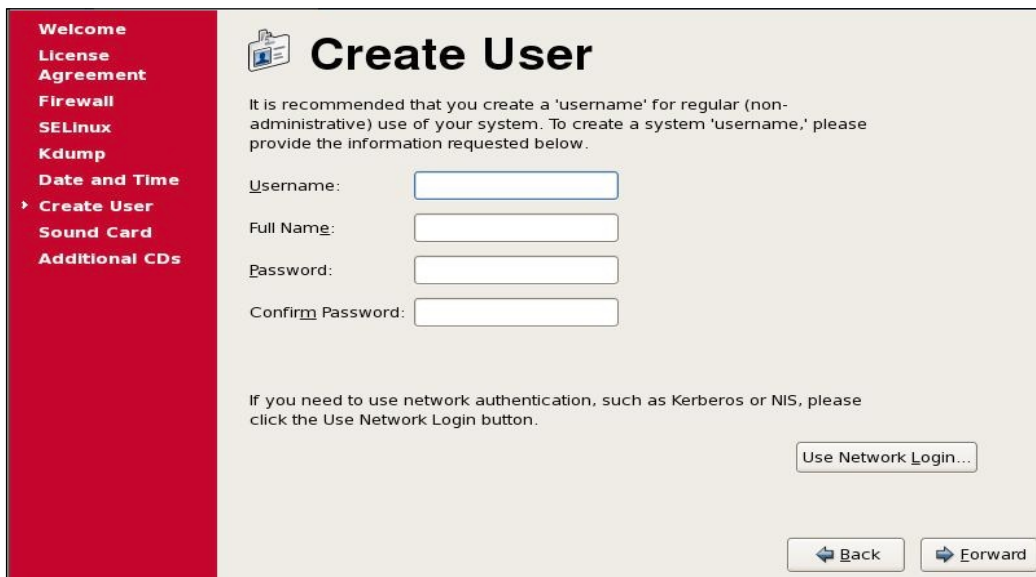 Welcome
License
Agreement
Firewall
SELinux
Kdump
Date and Time
Create User
Sound Card
Additional CDs
Create User
It is recommended that you create a 'username' for regular (non-
administrative) use of your system. To create a system 'username,' please
provide the information requested below.
Username:
Full Name:
Password:
Confirm Password:
If you need to use network authentication, such as Kerberos or NIS, please
click the Use Network Login button.
Use Network Login...
Back
Forward